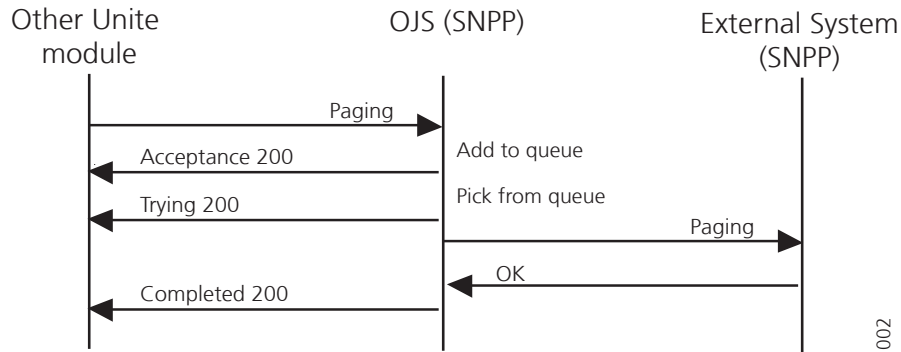 Other Unite
module
OJS (SNPP)
External System
(SNPP)
Paging
Acceptance 200
Add to queue
Trying 200
Pick from queue
Paging
OK
Completed 200
002